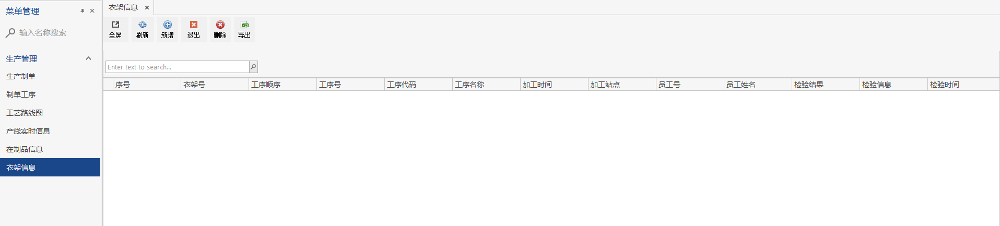 菜单管理
输入名称搜索
生产管理
生产制单
制单工序
工艺路线图
产线实时信息
在制品信息
衣架信息
衣架信息
全屏 刷新 新增 退出 删除 导出
Enter text to search...
序号 衣架号 工序顺序 工序号 工序代码 工序名称 加工时间 加工站点 员工号 员工姓名 检验结果 检验信息 检验时间